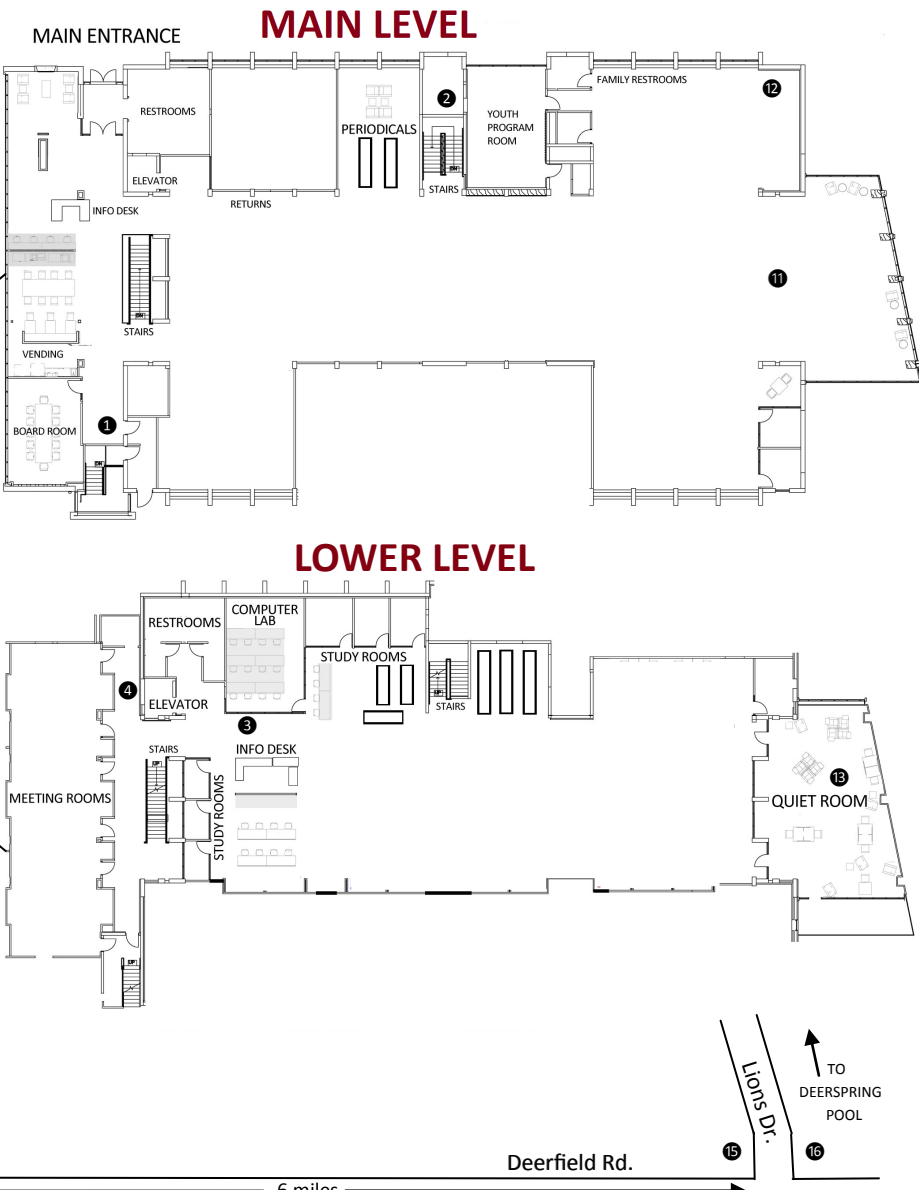 MAIN LEVEL
MAIN ENTRANCE
FAMILY RESTROOMS
12
2
RESTROOMS
YOUTH
PROGRAM
ROOM
PERIODICALS
ELEVATOR
STAIRS
RETURNS
INFO DESK
11
STAIRS
VENDING
1
BOARD ROOM
LOWER LEVEL
COMPUTER
LAB
RESTROOMS
STUDY ROOMS
4
ELEVATOR
STAIRS
3
STAIRS
INFO DESK
13
MEETING ROOMS
STUDY ROOMS
QUIET ROOM
Lions Dr.
TO
DEERSPRING
POOL
15
16
Deerfield Rd.
6 miles